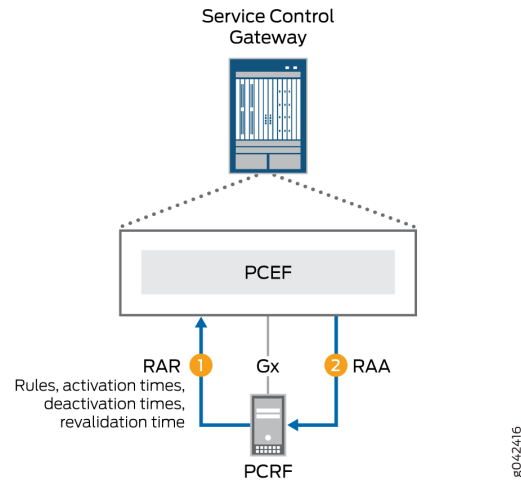 Service Control
Gateway
PCEF
RAR 1 Gx 2 RAA
Rules, activation times,
deactivation times,
revalidation time
PCRF
g042416